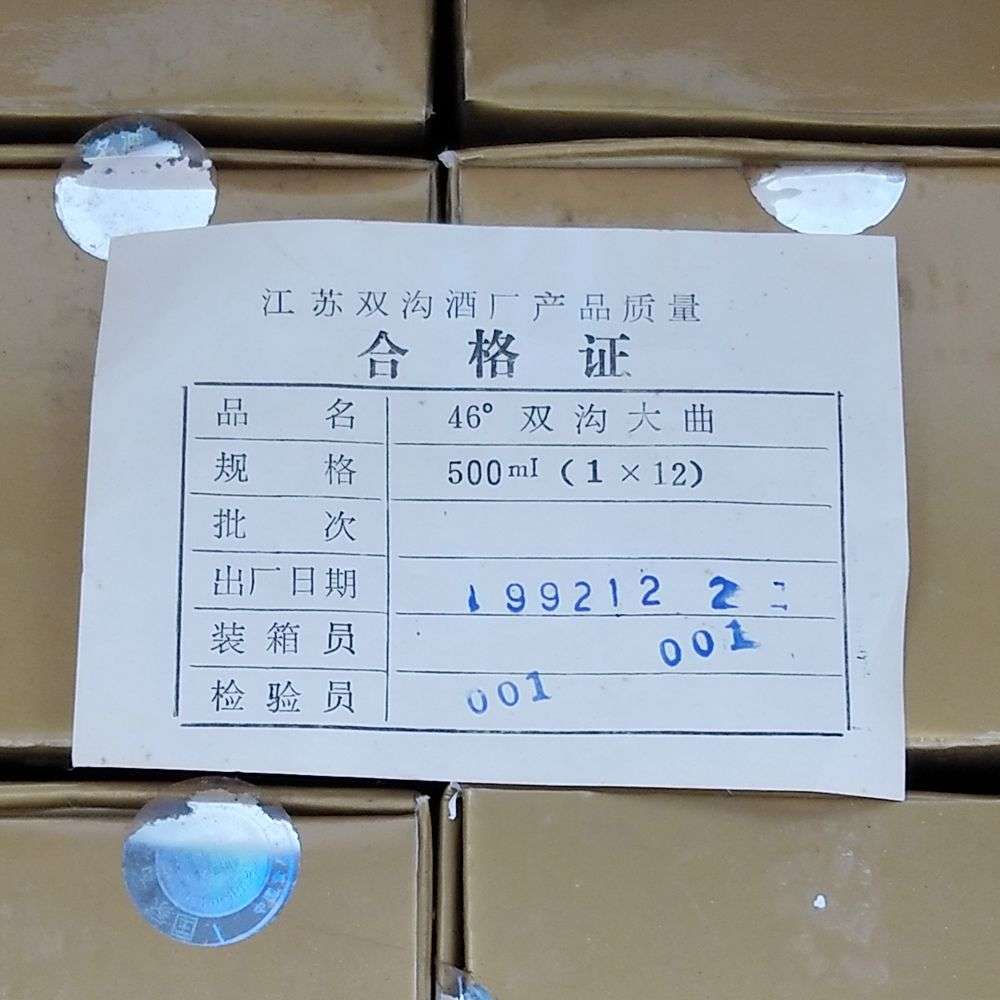 江苏双沟酒厂产品质量
合格证
品名 46° 双沟大曲
规格 500ml (1×12)
批次
出厂日期 199212 2
装箱员 001
检验员 001